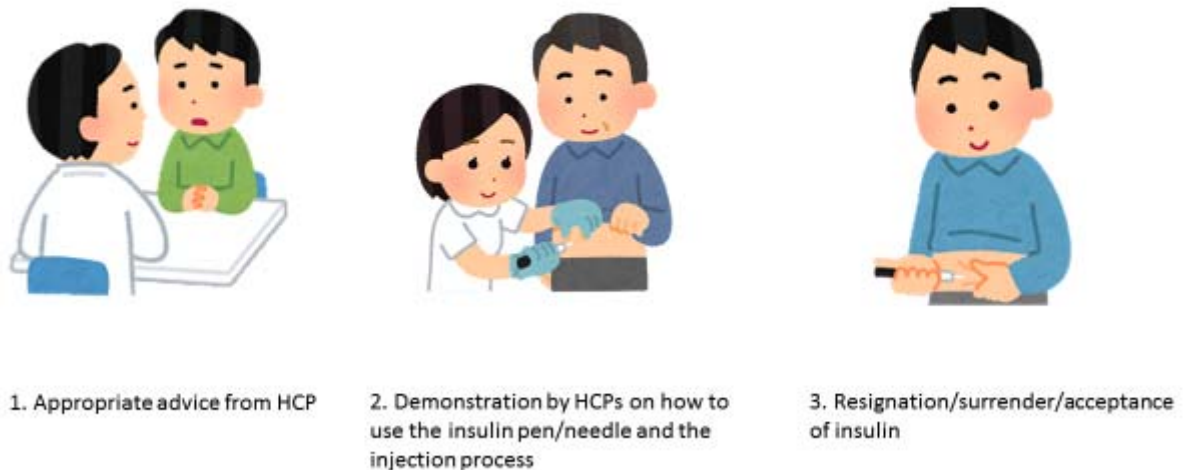 1. Appropriate advice from HCP
2. Demonstration by HCPs on how to
use the insulin pen/needle and the
injection process
3. Resignation/surrender/acceptance
of insulin